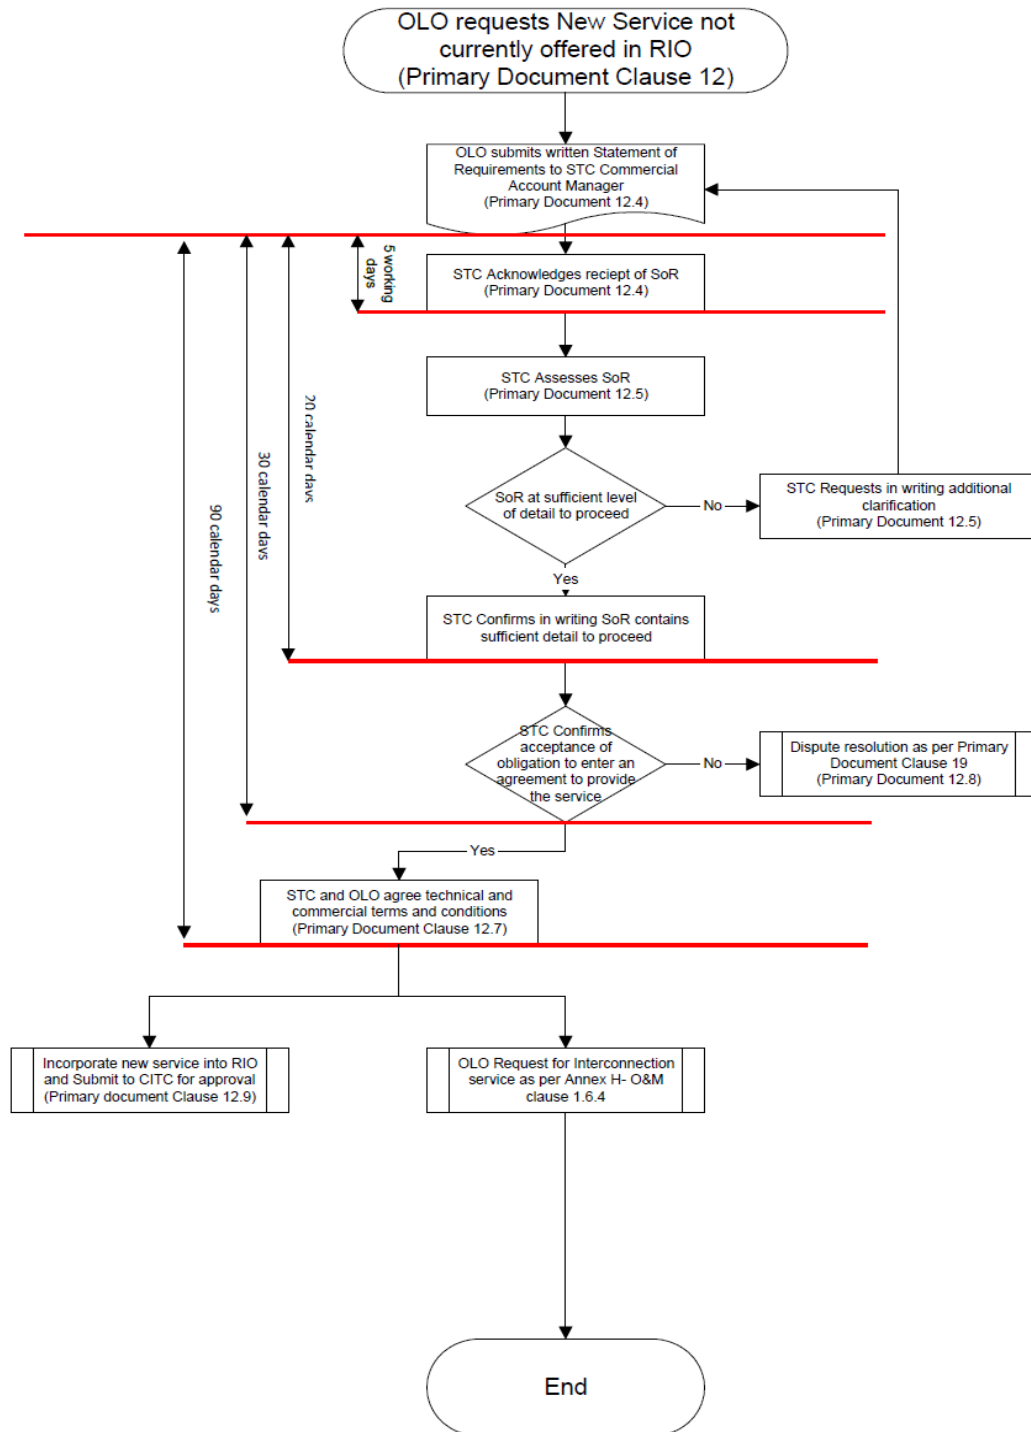 OLO requests New Service not
currently offered in RIO
(Primary Document Clause 12)
OLO submits written Statement of
Requirements to STC Commercial
Account Manager
(Primary Document 12.4)
5 working
days
STC Acknowledges reciept of SoR
(Primary Document 12.4)
STC Assesses SoR
(Primary Document 12.5)
20 calendar days
30 calendar days
90 calendar days
SoR at sufficient level
of detail to proceed
No
STC Requests in writing additional
clarification
(Primary Document 12.5)
Yes
STC Confirms in writing SoR contains
sufficient detail to proceed
STC Confirms
acceptance of
obligation to enter an
agreement to provide
the service
No
Dispute resolution as per Primary
Document Clause 19
(Primary Document 12.8)
Yes
STC and OLO agree technical and
commercial terms and conditions
(Primary Document Clause 12.7)
Incorporate new service into RIO
and Submit to CITC for approval
(Primary document Clause 12.9)
OLO Request for Interconnection
service as per Annex H- O&M
clause 1.6.4
End